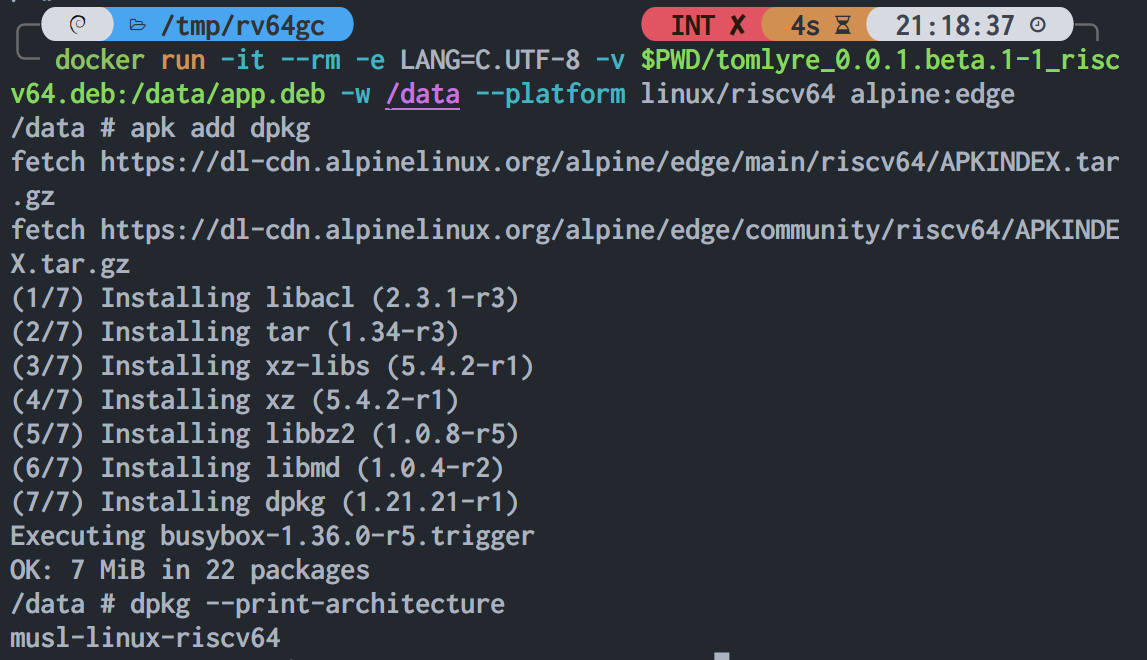 /tmp/rv64gc INT ✘ 4s 21:18:37
docker run -it --rm -e LANG=C.UTF-8 -v $PWD/tomlyre_0.0.1.beta.1-1_risc
v64.deb:/data/app.deb -w /data --platform linux/riscv64 alpine:edge
/data # apk add dpkg
fetch https://dl-cdn.alpinelinux.org/alpine/edge/main/riscv64/APKINDEX.tar
.gz
fetch https://dl-cdn.alpinelinux.org/alpine/edge/community/riscv64/APKINDE
X.tar.gz
(1/7) Installing libacl (2.3.1-r3)
(2/7) Installing tar (1.34-r3)
(3/7) Installing xz-libs (5.4.2-r1)
(4/7) Installing xz (5.4.2-r1)
(5/7) Installing libbz2 (1.0.8-r5)
(6/7) Installing libmd (1.0.4-r2)
(7/7) Installing dpkg (1.21.21-r1)
Executing busybox-1.36.0-r5.trigger
OK: 7 MiB in 22 packages
/data # dpkg --print-architecture
musl-linux-riscv64